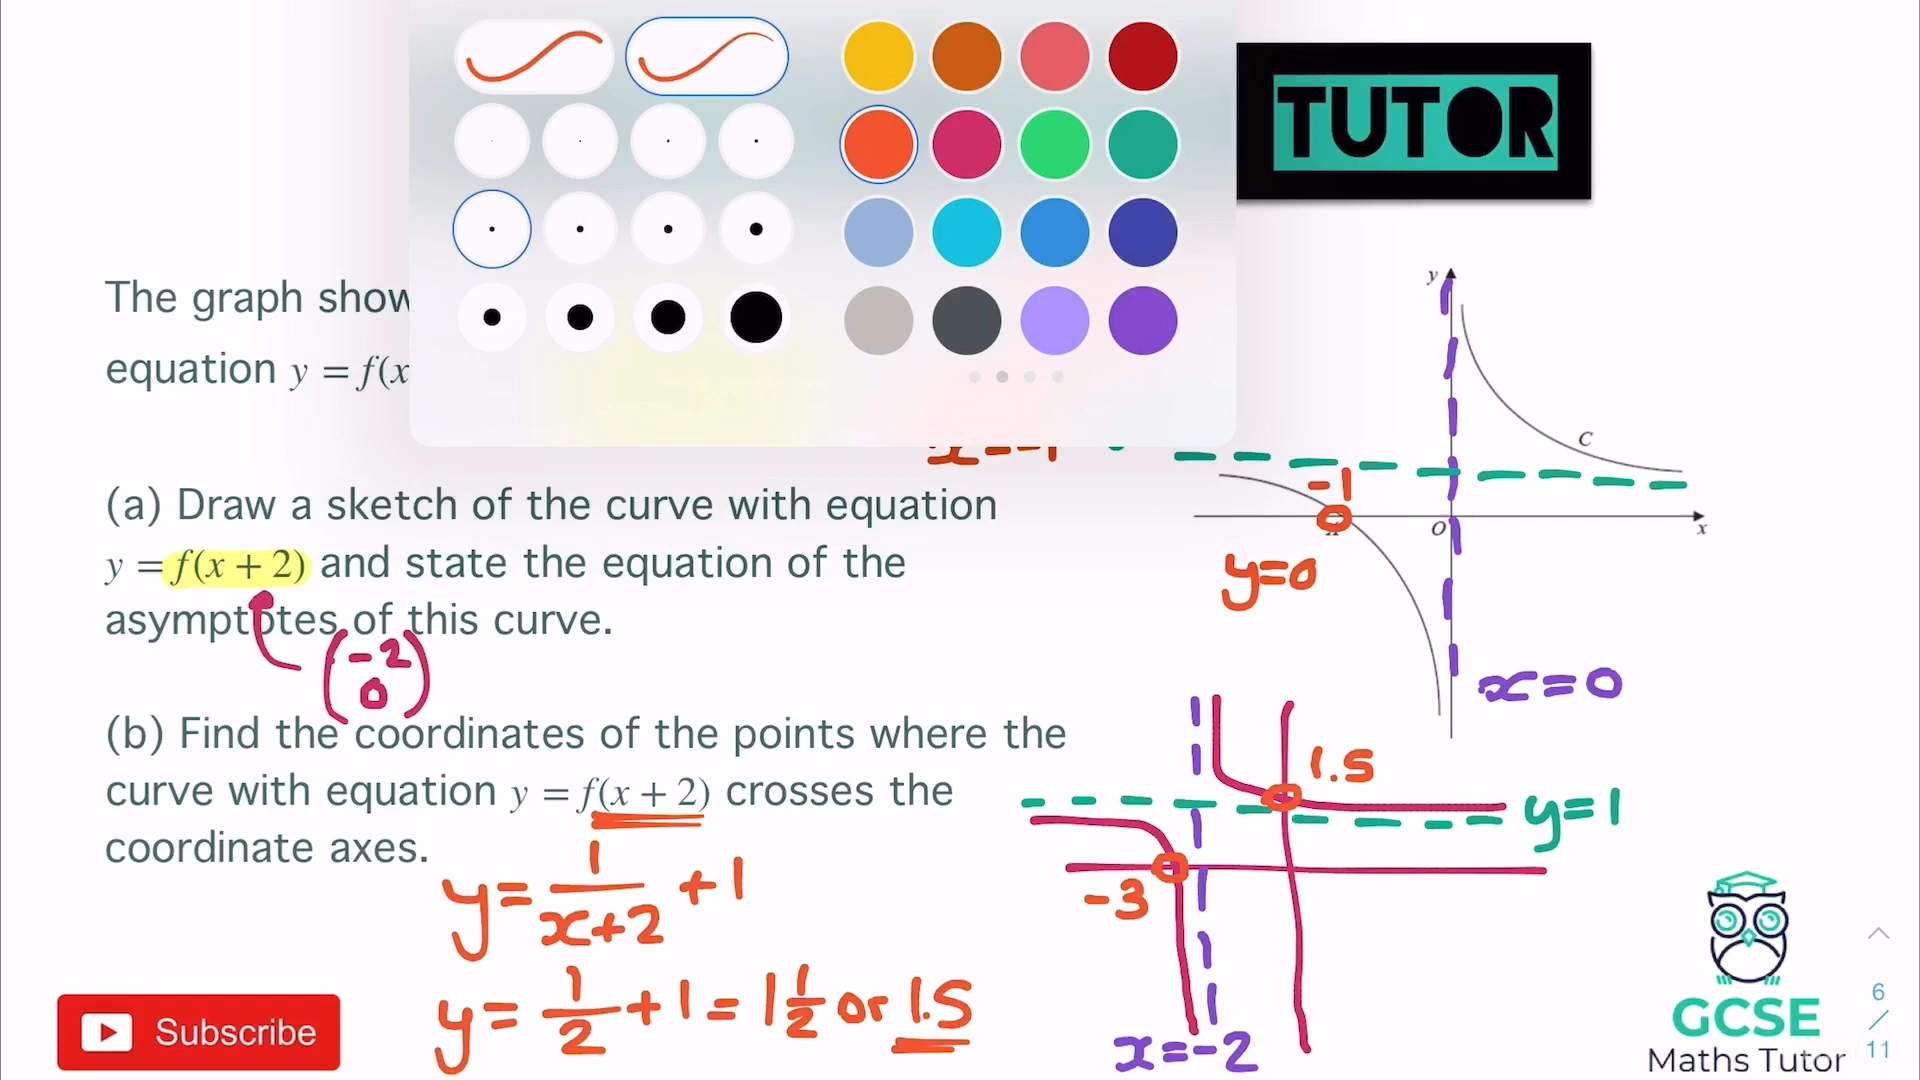 TUTOR
The graph show
equation y = f(x
x = -1
(a) Draw a sketch of the curve with equation
y = f(x + 2) and state the equation of the
asymptotes of this curve.
(-2
0)
(b) Find the coordinates of the points where the
curve with equation y = f(x + 2) crosses the
coordinate axes.
y = 1/(x+2) + 1
y = 1/2 + 1 = 1 1/2 or 1.5
y
C
-1
O
x
y=0
x=0
1.5
y=1
-3
x=-2
Subscribe
GCSE
Maths Tutor
6
/
11